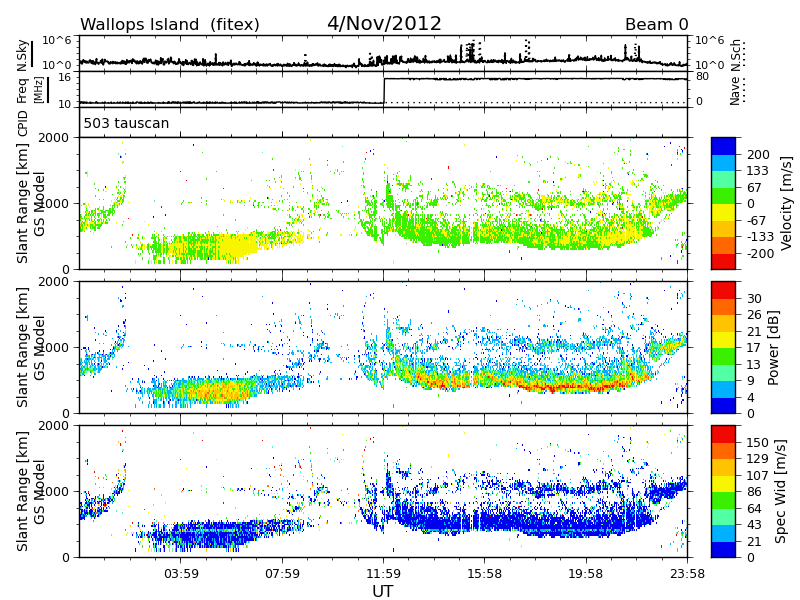 Wallops Island (fitex) 4/Nov/2012 Beam 0
N.Sky 10^6 10^0 10^6 10^0 N.Sch
Freq [MHz] 16 10 80 0 Nave
CPID 503 tauscan
Slant Range [km] GS Model 2000 1000 0
200 133 67 0 -67 -133 -200 Velocity [m/s]
Slant Range [km] GS Model 2000 1000 0
30 26 21 17 13 9 4 0 Power [dB]
Slant Range [km] GS Model 2000 1000 0
150 129 107 86 64 43 21 0 Spec Wid [m/s]
03:59 07:59 11:59 15:58 19:58 23:58
UT